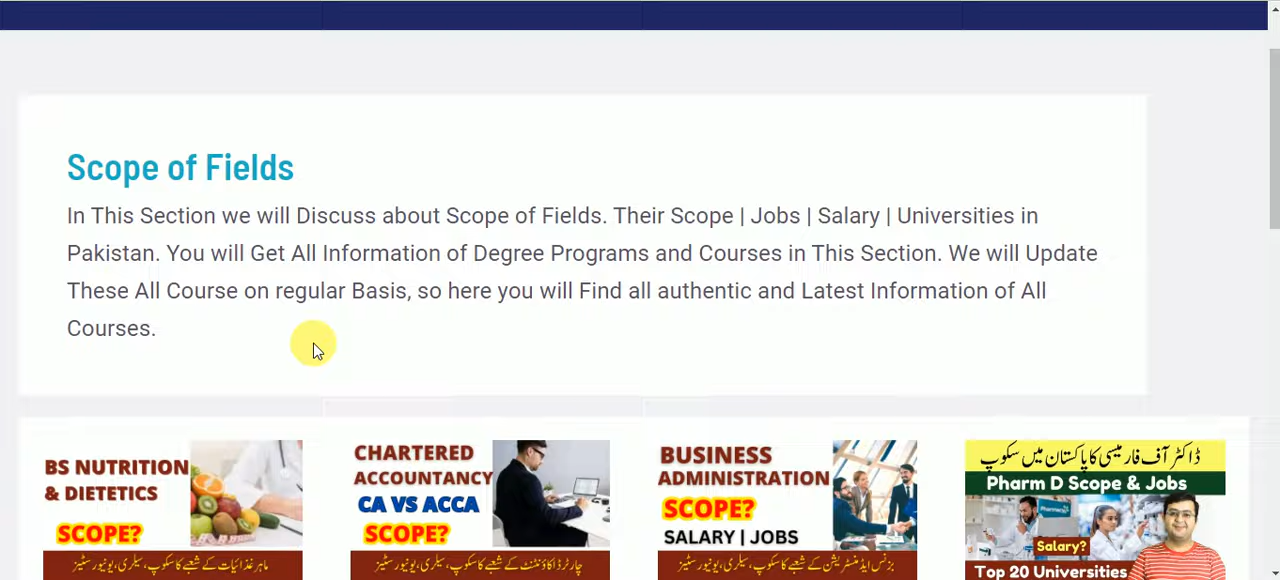 Scope of Fields
In This Section we will Discuss about Scope of Fields. Their Scope | Jobs | Salary | Universities in
Pakistan. You will Get All Information of Degree Programs and Courses in This Section. We will Update
These All Course on regular Basis, so here you will Find all authentic and Latest Information of All
Courses.
BS NUTRITION
& DIETETICS
SCOPE?
ماہر غذائیات کے شعبے کا سکوپ، سیلری، یونیورسٹیز
CHARTERED
ACCOUNTANCY
CA VS ACCA
SCOPE?
چارٹرڈ اکاؤنٹنٹ کے شعبے کا سکوپ، سیلری، یونیورسٹیز
BUSINESS
ADMINISTRATION
SCOPE?
SALARY | JOBS
بزنس ایڈمنسٹریشن کے شعبے کا سکوپ، سیلری، یونیورسٹیز
ڈاکٹر آف فارمیسی کا پاکستان میں سکوپ
Pharm D Scope & Jobs
Pharmacy
Salary?
Top 20 Universities